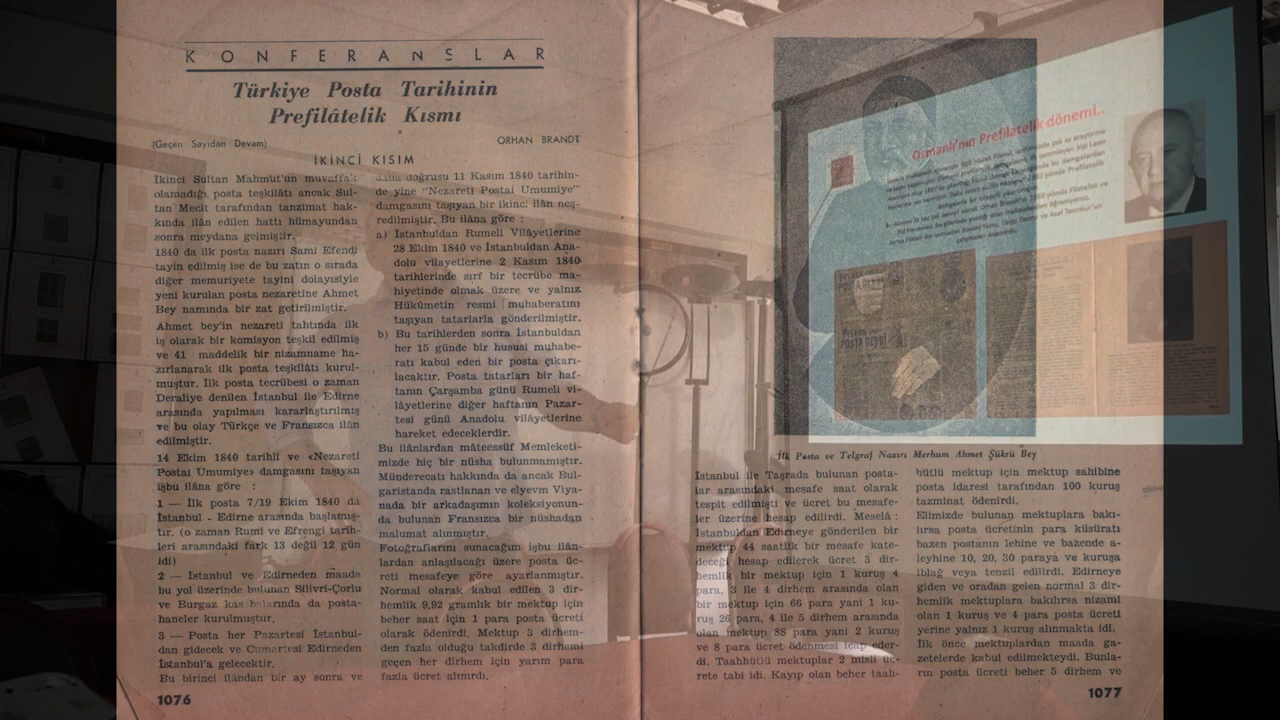 KONFERANSLAR
Türkiye Posta Tarihinin
Prefilâtelik Kısmı
(Geçen Sayıdan Devam)
ORHAN BRANDT
İKİNCİ KISIM
İkinci Sultan Mahmut'un muvaffak
olamadığı posta teşkilâtı ancak Sul-
tan Mecit tarafından tanzimat hak-
kında ilân edilen hattı hümayundan
sonra meydana gelmiştir.
1840 da ilk posta nazırı Sami Efendi
tayin edilmiş ise de bu zatın o sırada
diğer memuriyete tayini dolayısiyle
yeni kurulan posta nezaretine Ahmet
Bey namında bir zat getirilmiştir.
Ahmet bey'in nezareti tahtında ilk
iş olarak bir komisyon teşkil edilmiş
ve 41 maddelik bir nizamname ha-
zırlanarak ilk posta teşkilâtı kurul-
muştur. İlk posta tecrübesi o zaman
Deraliye denilen İstanbul ile Edirne
arasında yapılması kararlaştırılmış
ve bu olay Türkçe ve Fransızca ilân
edilmiştir.
14 Ekim 1840 tarihli ve «Nezareti
Postai Umumiye» damgasını taşıyan
işbu ilâna göre :
1 — İlk posta 7/19 Ekim 1840 da
İstanbul - Edirne arasında başlamış-
tır. (o zaman Rumî ve Efrengi tarih-
leri arasındaki fark 13 değil 12 gün
idi)
2 — İstanbul ve Edirneden maada
bu yol üzerinde bulunan Silivri-Çorlu
ve Burgaz kasabalarında da posta-
haneler kurulmuştur.
3 — Posta her Pazartesi İstanbul-
dan gidecek ve Cumartesi Edirneden
İstanbul'a gelecektir.
Bu birinci ilândan bir ay sonra ve
daha doğrusu 11 Kasım 1840 tarihin-
de yine "Nezareti Postai Umumiye"
damgasını taşıyan bir ikinci ilân neş-
redilmiştir. Bu ilâna göre :
a) İstanbuldan Rumeli Vilâyetlerine
28 Ekim 1840 ve İstanbuldan Ana-
dolu vilayetlerine 2 Kasım 1840
tarihlerinde sırf bir tecrübe ma-
hiyetinde olmak üzere ve yalnız
Hükûmetin resmî muhaberatını
taşıyan tatarlarla gönderilmiştir.
b) Bu tarihlerden sonra İstanbuldan
her 15 günde bir hususî muhabe-
ratı kabul eden bir posta çıkarı-
lacaktır. Posta tatarları bir haf-
tanın Çarşamba günü Rumeli vi-
lâyetlerine diğer haftanın Pazar-
tesi günü Anadolu vilâyetlerine
hareket edeceklerdir.
Bu ilânlardan mâteessüf Memleketi-
mizde hiç bir nüsha bulunmamıştır.
Münderecatı hakkında da ancak Bul-
garistanda rastlanan ve elyevm Viya-
nada bir arkadaşımın koleksiyonun-
da bulunan Fransızca bir nüshadan
malumat alınmıştır.
Fotoğraflarını sunacağım işbu ilân-
lardan anlaşılacağı üzere posta üc-
reti mesafeye göre ayarlanmıştır.
Normal olarak kabul edilen 3 dir-
hemlik 9,92 gramlık bir mektup için
beher saat için 1 para posta ücreti
olarak ödenirdi. Mektup 3 dirhem-
den fazla olduğu takdirde 3 dirhemi
geçen her dirhem için yarım para
fazla ücret alınırdı.
1076
Osmanlı'nın Prefilatelik dönemi..
İlk Posta ve Telgraf Nazırı Merhum Ahmet Şükrü Bey
İstanbul ile Taşrada bulunan posta-
lar arasındaki mesafe saat olarak
tespit edilmişti ve ücret bu mesafe-
ler üzerine hesap edilirdi. Meselâ :
İstanbuldan Edirneye gönderilen bir
mektup 44 saatlik bir mesafe kate-
deceği hesap edilerek ücret 3 dir-
hemlik bir mektup için 1 kuruş 4
para, 3 ile 4 dirhem arasında olan
bir mektup için 66 para yani 1 ku-
ruş 26 para, 4 ile 5 dirhem arasında
olan mektup 88 para yani 2 kuruş
ve 8 para ücret ödenmesi icap eder-
di. Taahhütlü mektuplar 2 misli üc-
rete tabi idi. Kayıp olan beher taah-
hütlü mektup için mektup sahibine
posta idaresi tarafından 100 kuruş
tazminat ödenirdi.
Elimizde bulunan mektuplara bakı-
lırsa posta ücretinin para küsüratı
bazen postanın lehine ve bazende a-
leyhine 10, 20, 30 paraya ve kuruşa
iblağ veya tenzil edilirdi. Edirneye
giden ve oradan gelen normal 3 dir-
hemlik mektuplara bakılırsa nizamî
olan 1 kuruş ve 4 para posta ücreti
yerine yalnız 1 kuruş alınmakta idi.
İlk önce mektuplardan maada ga-
zetelerde kabul edilmekteydi. Bunla-
rın posta ücreti beher 5 dirhem ve
1077